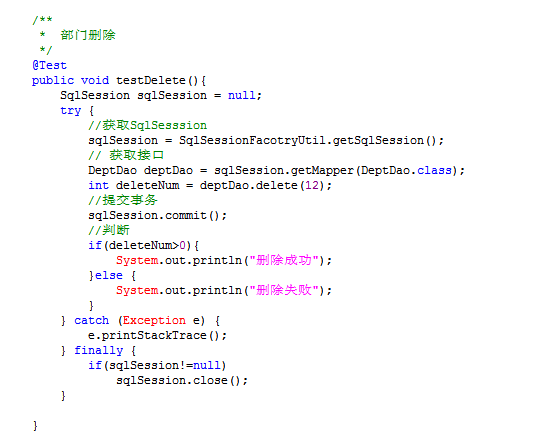 /**
 *  部门删除
 */
@Test
public void testDelete(){
    SqlSession sqlSession = null;
    try {
        //获取SqlSesssion
        sqlSession = SqlSessionFacotryUtil.getSqlSession();
        // 获取接口
        DeptDao deptDao = sqlSession.getMapper(DeptDao.class);
        int deleteNum = deptDao.delete(12);
        //提交事务
        sqlSession.commit();
        //判断
        if(deleteNum>0){
            System.out.println("删除成功");
        }else {
            System.out.println("删除失败");
        }
    } catch (Exception e) {
        e.printStackTrace();
    } finally {
        if(sqlSession!=null)
            sqlSession.close();
    }
}